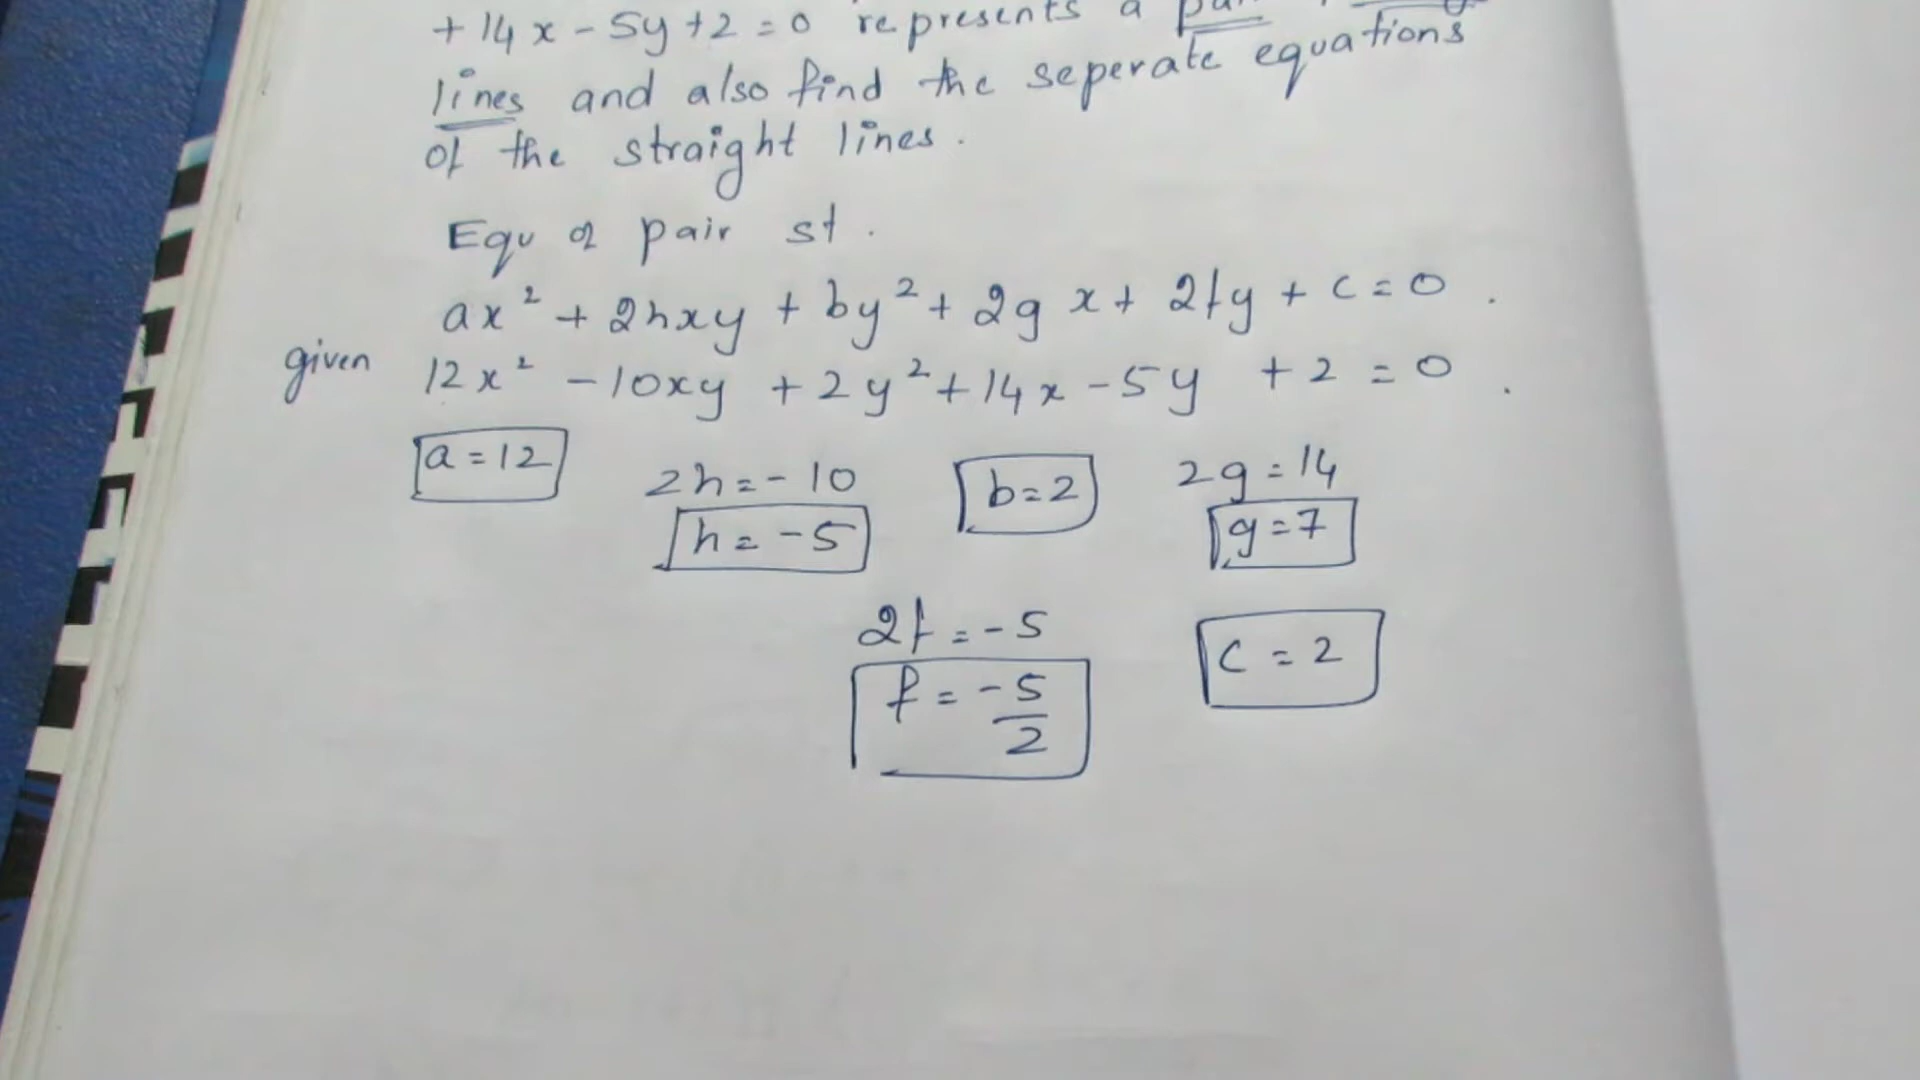 + 14x - 5y + 2 = 0 represents a
lines and also find the seperate equations
of the straight lines.
Equ of pair st.
ax² + 2hxy + by² + 2gx + 2fy + c = 0.
given 12x² - 10xy + 2y² + 14x - 5y + 2 = 0.
a = 12
2h = - 10
h = - 5
b = 2
2g = 14
g = 7
2f = - 5
f = - 5/2
c = 2